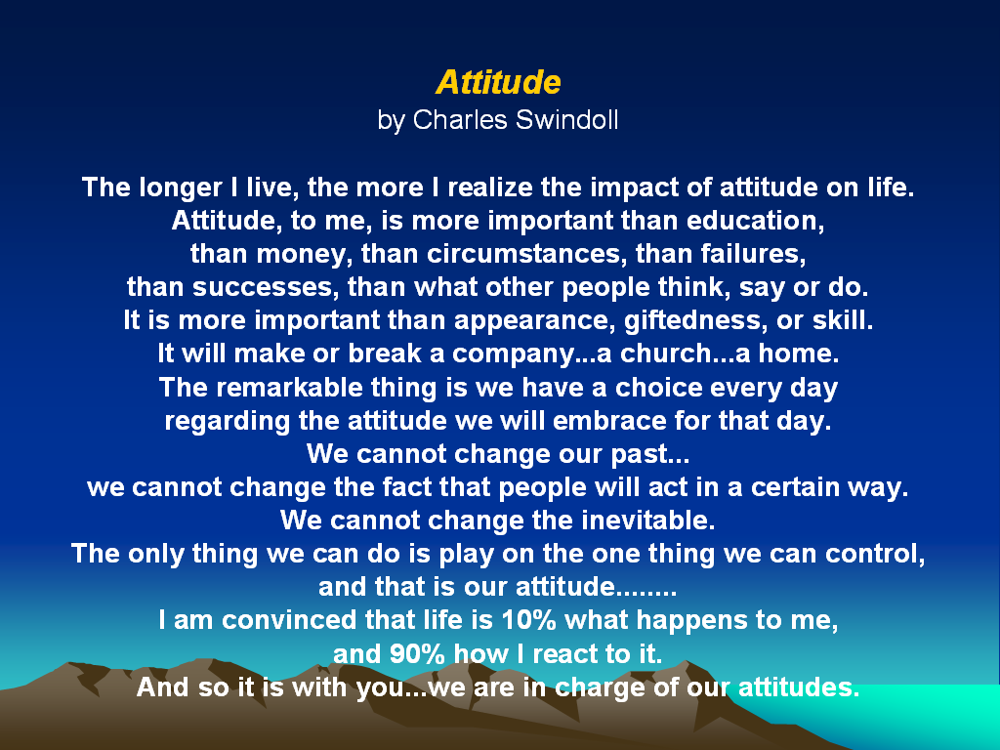 Attitude
by Charles Swindoll
The longer I live, the more I realize the impact of attitude on life.
Attitude, to me, is more important than education,
than money, than circumstances, than failures,
than successes, than what other people think, say or do.
It is more important than appearance, giftedness, or skill.
It will make or break a company...a church...a home.
The remarkable thing is we have a choice every day
regarding the attitude we will embrace for that day.
We cannot change our past...
we cannot change the fact that people will act in a certain way.
We cannot change the inevitable.
The only thing we can do is play on the one thing we can control,
and that is our attitude........
I am convinced that life is 10% what happens to me,
and 90% how I react to it.
And so it is with you...we are in charge of our attitudes.